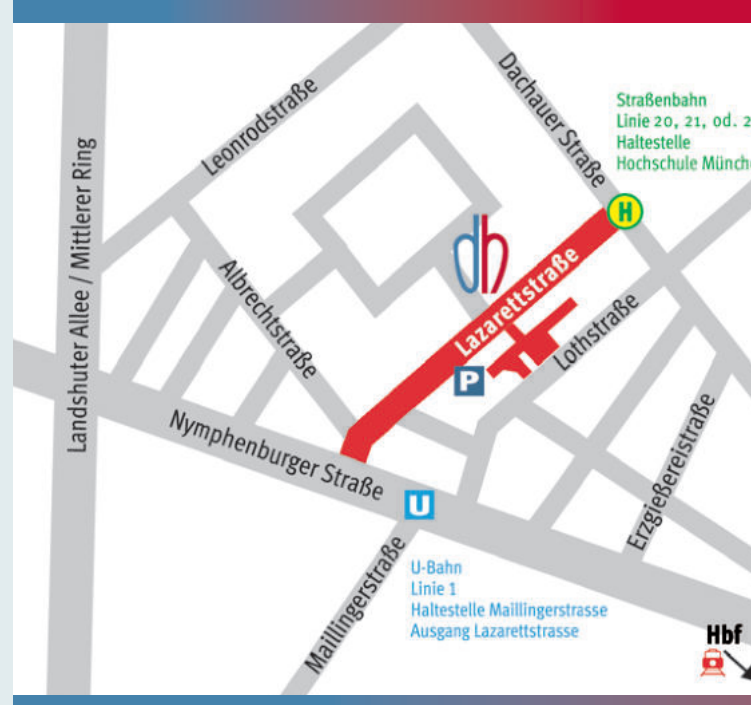 Dachauer Straße
Leonrodstraße
Straßenbahn
Linie 20, 21, od. 2
Haltestelle
Hochschule Münch
Landshuter Allee / Mittlerer Ring
H
dh
Albrechtstraße
Lazarettstraße
Lothstraße
P
Nymphenburger Straße
Erzgießereistraße
U
Maillingerstraße
U-Bahn
Linie 1
Haltestelle Maillingerstrasse
Ausgang Lazarettstrasse
Hbf